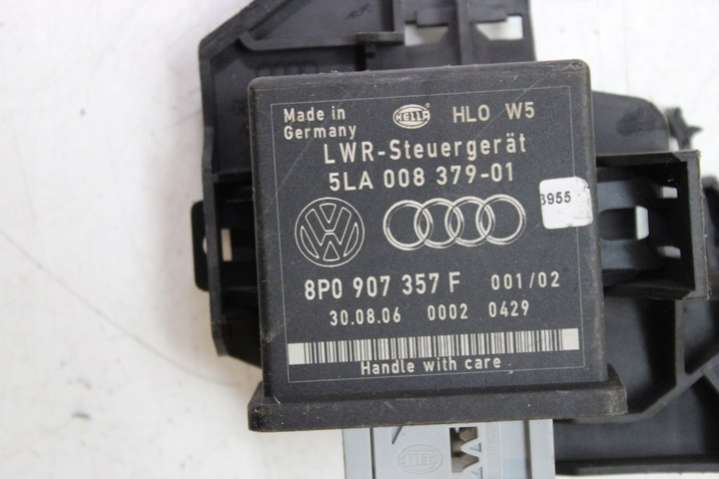 Made in
Germany
HELLA
HLO W5
LWR-Steuergerät
5LA 008 379-01
3955
8P0 907 357 F 001/02
30.08.06 0002 0429
Handle with care